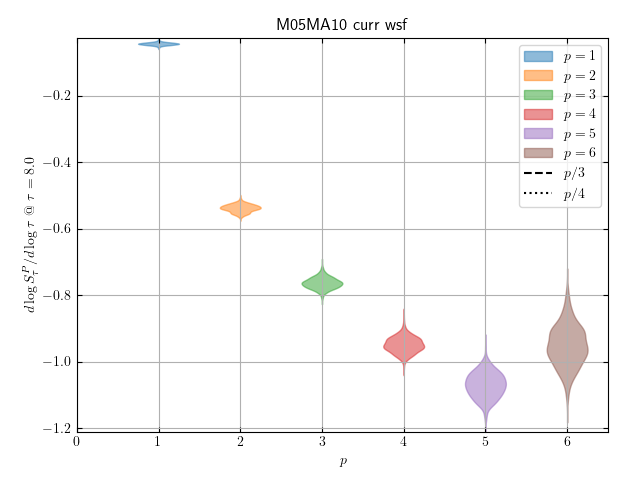 M05MA10 curr wsf
d log S_τ^P / d log τ @ τ = 8.0
−0.2
−0.4
−0.6
−0.8
−1.0
−1.2
0 1 2 3 4 5 6
p
p = 1
p = 2
p = 3
p = 4
p = 5
p = 6
p/3
p/4